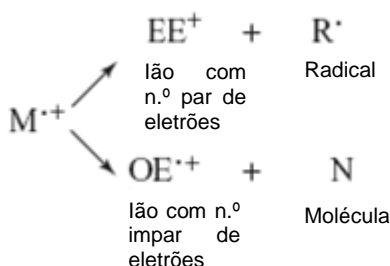 EE⁺ + R˙
Ião com
n.º par de
eletrões
Radical
M˙⁺
OE˙⁺ + N
Ião com n.º
impar de
eletrões
Molécula